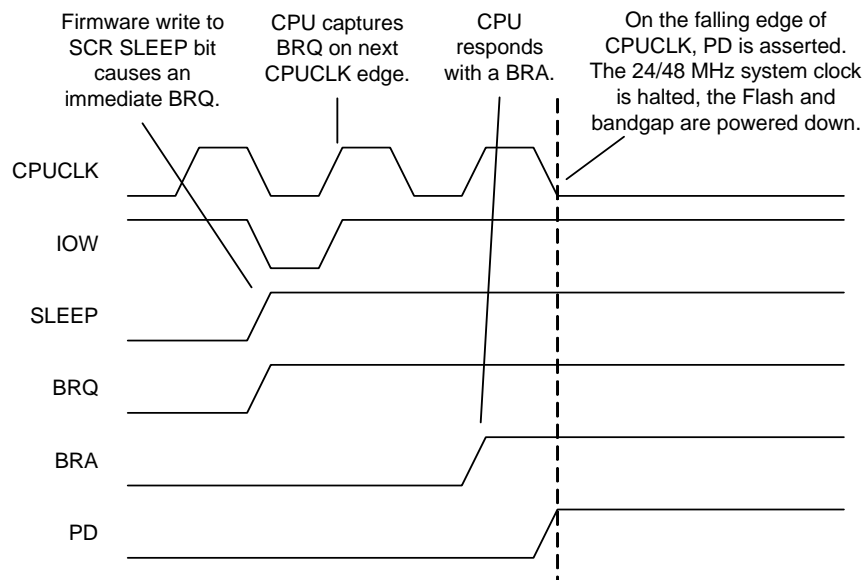 Firmware write to
SCR SLEEP bit
causes an
immediate BRQ.
CPU captures
BRQ on next
CPUCLK edge.
CPU
responds
with a BRA.
On the falling edge of
CPUCLK, PD is asserted.
The 24/48 MHz system clock
is halted, the Flash and
bandgap are powered down.
CPUCLK
IOW
SLEEP
BRQ
BRA
PD